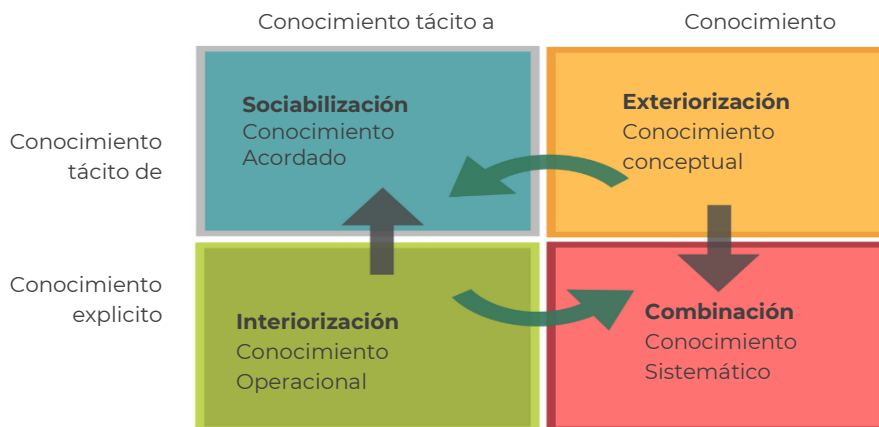 Conocimiento tácito a
Conocimiento
Conocimiento
tácito de
Sociabilización
Conocimiento
Acordado
Exteriorización
Conocimiento
conceptual
Conocimiento
explicito
Interiorización
Conocimiento
Operacional
Combinación
Conocimiento
Sistemático